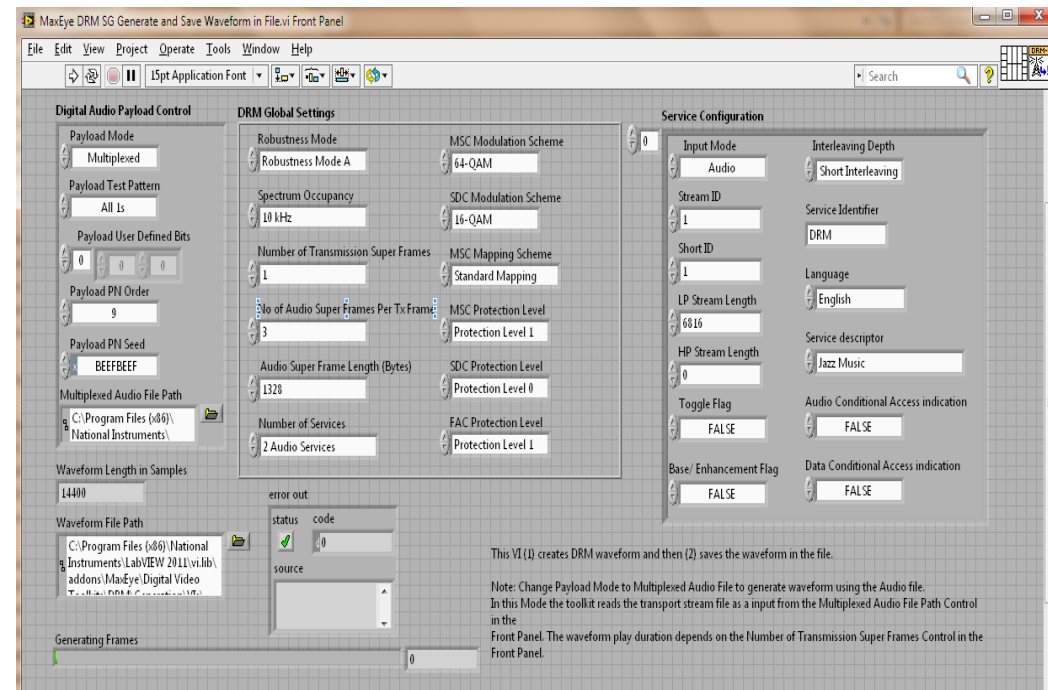 MaxEye DRM SG Generate and Save Waveform in File.vi Front Panel
File Edit View Project Operate Tools Window Help
15pt Application Font
Search
DRM-
Digital Audio Payload Control
Payload Mode
Multiplexed
Payload Test Pattern
All 1s
Payload User Defined Bits
0 0 0
Payload PN Order
9
Payload PN Seed
x BEEFBEEF
Multiplexed Audio File Path
C:\Program Files (x86)\
National Instruments\
Waveform Length in Samples
14400
Waveform File Path
C:\Program Files (x86)\National
Instruments\LabVIEW 2011\vi.lib\
addons\MaxEye\Digital Video
DRM Global Settings
Robustness Mode
Robustness Mode A
Spectrum Occupancy
10 kHz
Number of Transmission Super Frames
1
No of Audio Super Frames Per Tx Frame
3
Audio Super Frame Length (Bytes)
1328
Number of Services
2 Audio Services
MSC Modulation Scheme
64-QAM
SDC Modulation Scheme
16-QAM
MSC Mapping Scheme
Standard Mapping
MSC Protection Level
Protection Level 1
SDC Protection Level
Protection Level 0
FAC Protection Level
Protection Level 1
error out
status code
0
source
Service Configuration
0
Input Mode
Audio
Stream ID
1
Short ID
1
LP Stream Length
6816
HP Stream Length
0
Toggle Flag
FALSE
Base/ Enhancement Flag
FALSE
Interleaving Depth
Short Interleaving
Service Identifier
DRM
Language
English
Service descriptor
Jazz Music
Audio Conditional Access indication
FALSE
Data Conditional Access indication
FALSE
This VI (1) creates DRM waveform and then (2) saves the waveform in the file.
Note: Change Payload Mode to Multiplexed Audio File to generate waveform using the Audio file.
In this Mode the toolkit reads the transport stream file as a input from the Multiplexed Audio File Path Control
in the
Front Panel. The waveform play duration depends on the Number of Transmission Super Frames Control in the
Front Panel.
Generating Frames
0